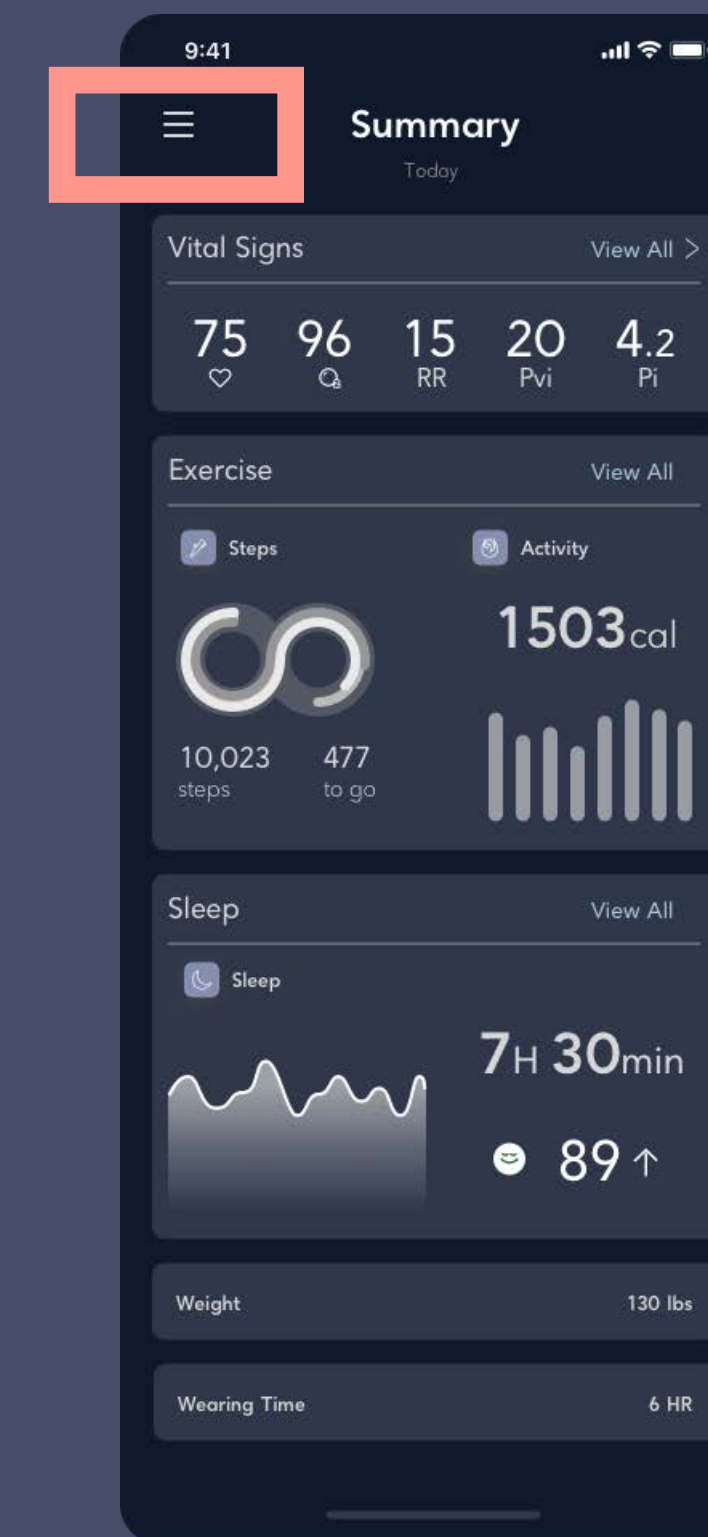 9:41
Summary
Today
Vital Signs View All >
75 96 15 20 4.2
RR Pvi Pi
Exercise View All
Steps Activity
1503cal
10,023 477
steps to go
Sleep View All
Sleep
7H 30min
89 ↑
Weight 130 lbs
Wearing Time 6 HR